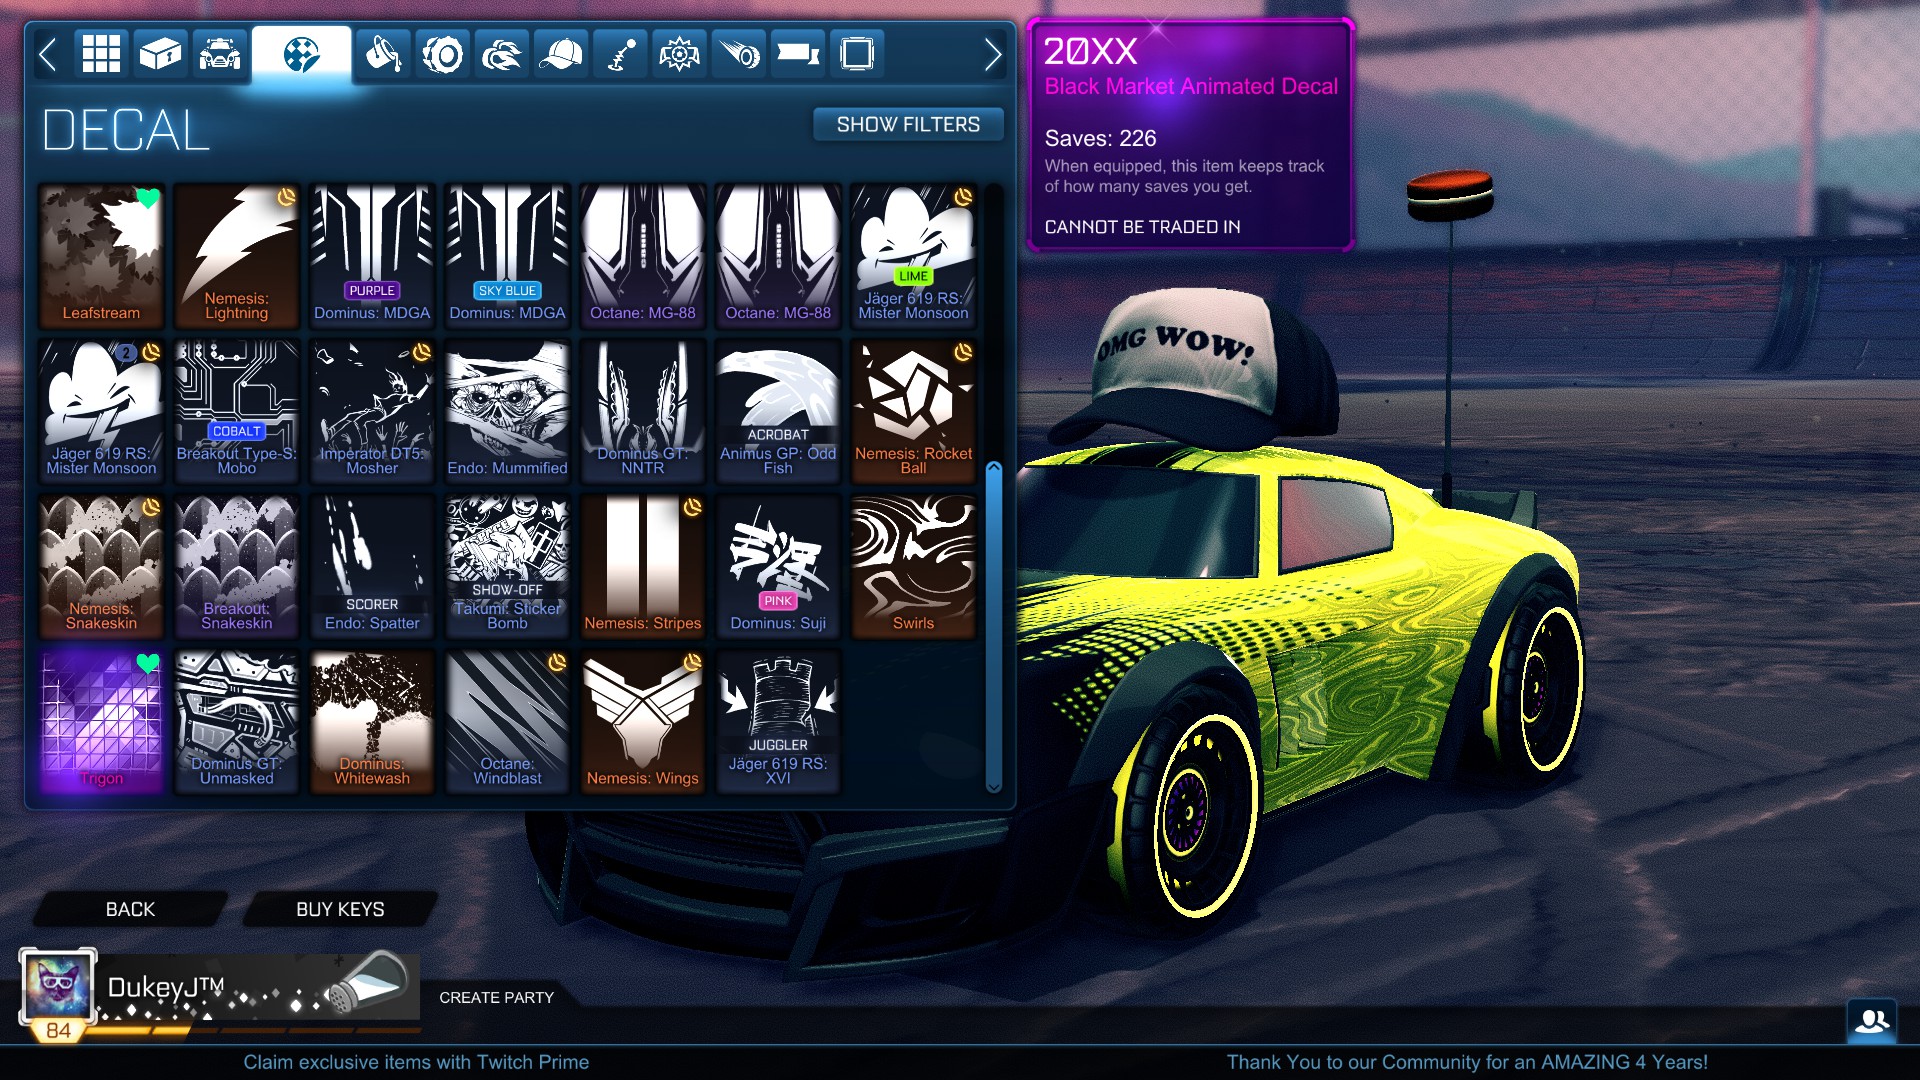 DECAL
SHOW FILTERS
Leafstream
Nemesis:
Lightning
PURPLE
Dominus: MDGA
SKY BLUE
Dominus: MDGA
Octane: MG-88
Octane: MG-88
LIME
Jäger 619 RS:
Mister Monsoon
2
Jäger 619 RS:
Mister Monsoon
COBALT
Breakout Type-S:
Mobo
Imperator DT5:
Mosher
Endo: Mummified
Dominus GT:
NNTR
ACROBAT
Animus GP: Odd
Fish
Nemesis: Rocket
Ball
Nemesis:
Snakeskin
Breakout:
Snakeskin
SCORER
Endo: Spatter
SHOW-OFF
Takumi: Sticker
Bomb
Nemesis: Stripes
PINK
Dominus: Suji
Swirls
Trigon
Dominus GT:
Unmasked
Dominus:
Whitewash
Octane:
Windblast
Nemesis: Wings
JUGGLER
Jäger 619 RS:
XVI
20XX
Black Market Animated Decal
Saves: 226
When equipped, this item keeps track
of how many saves you get.
CANNOT BE TRADED IN
OMG WOW!
BACK
BUY KEYS
DukeyJ™
84
CREATE PARTY
Claim exclusive items with Twitch Prime
Thank You to our Community for an AMAZING 4 Years!